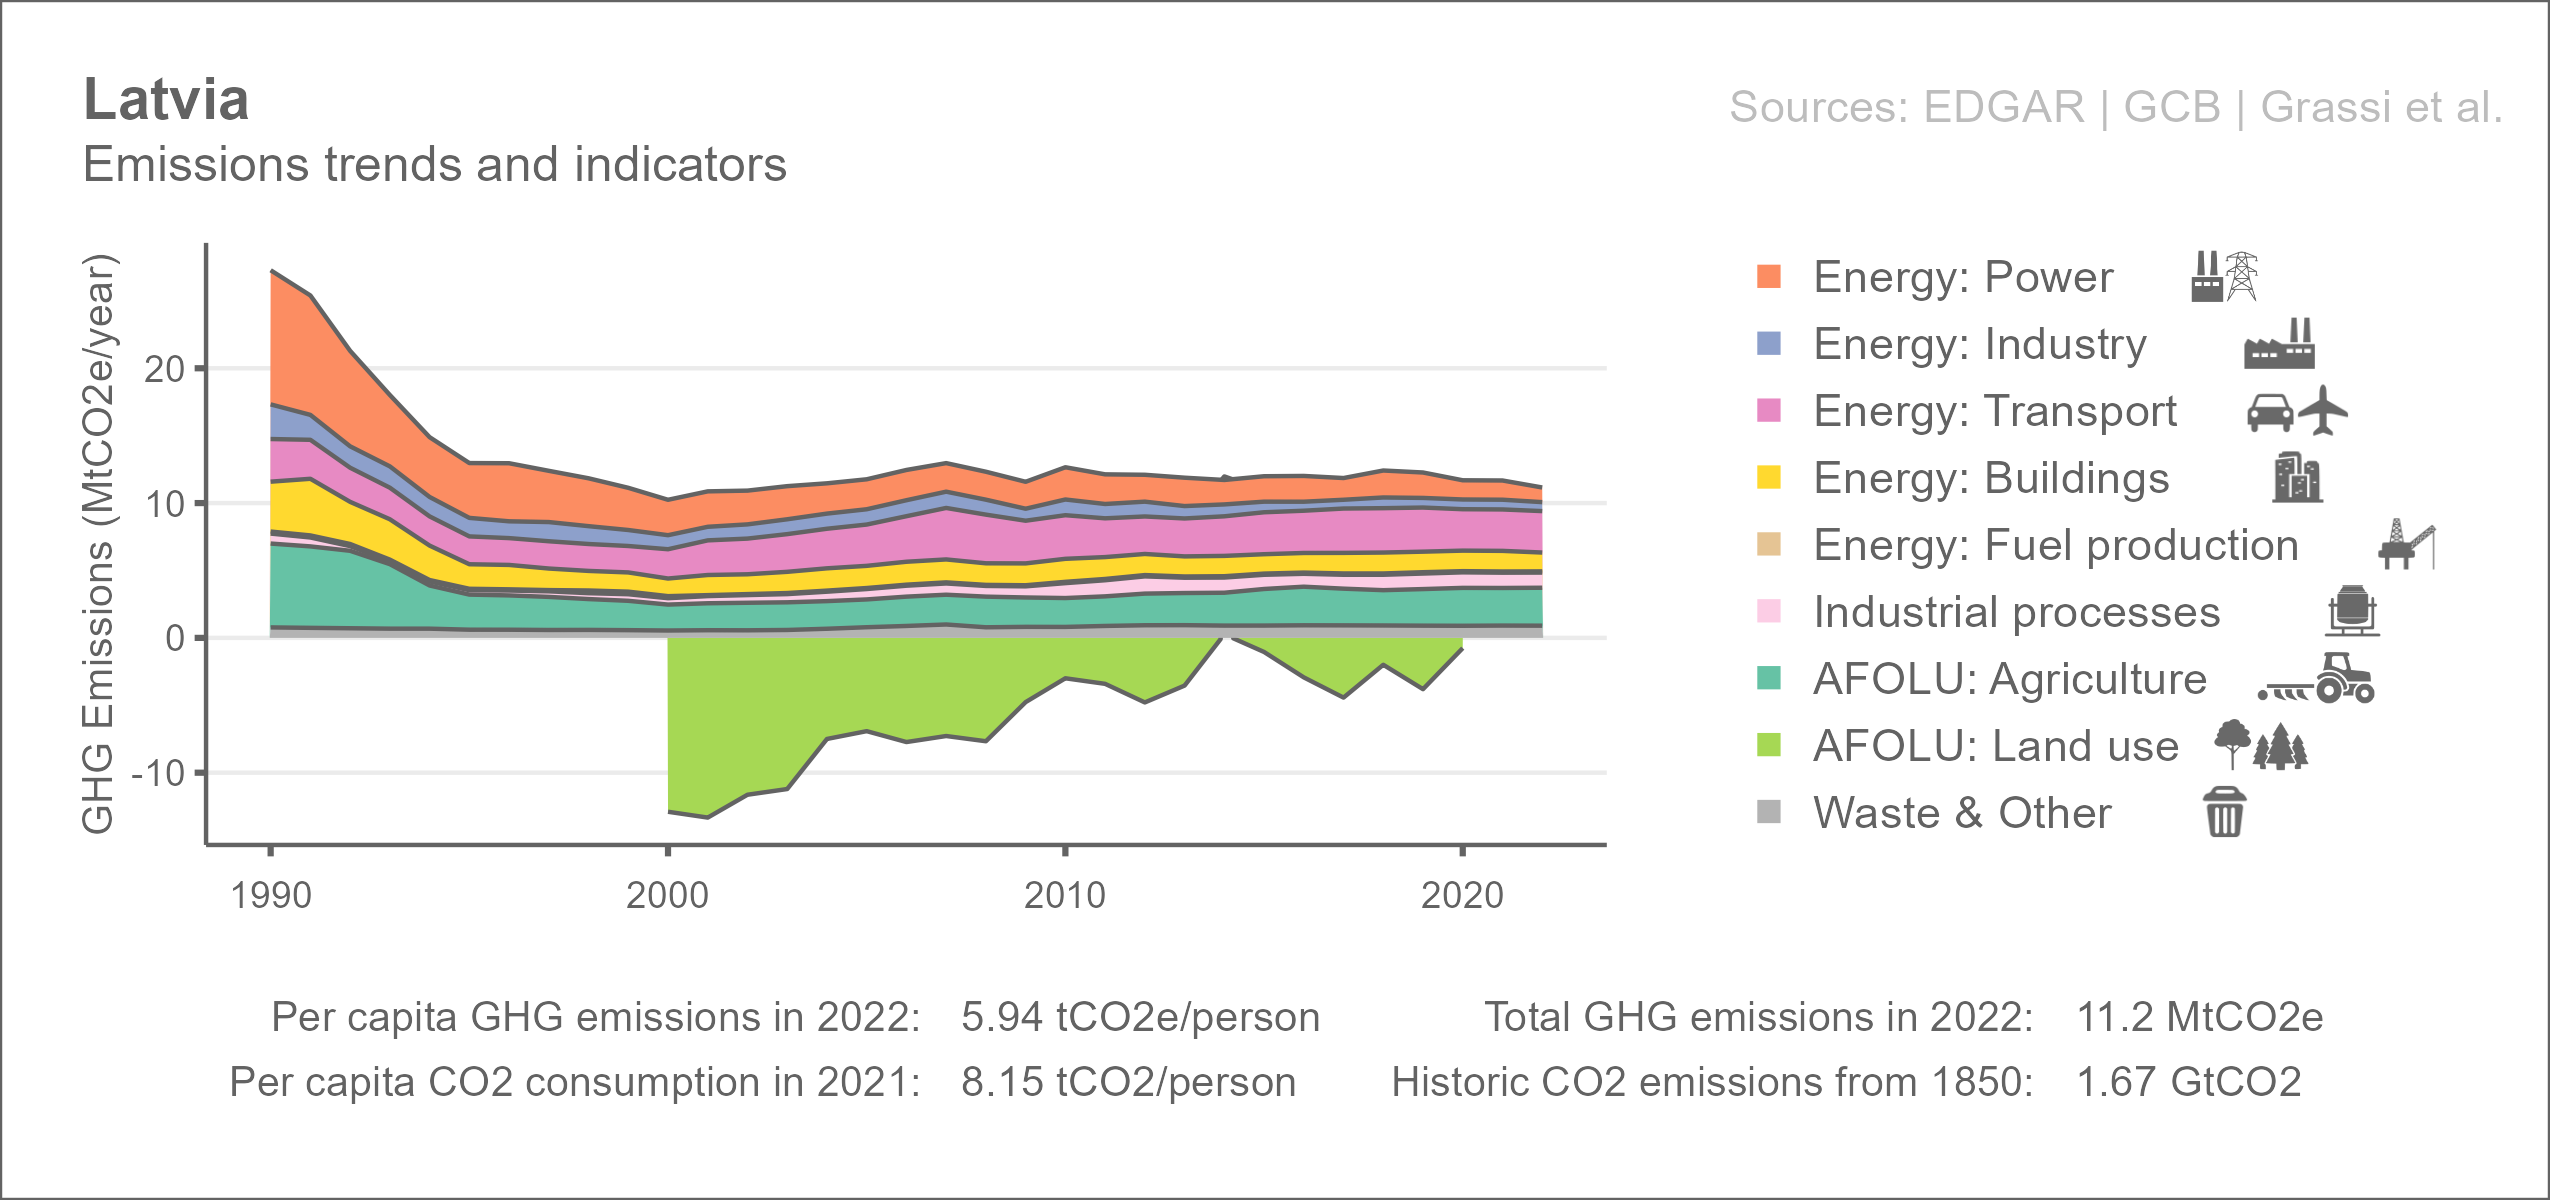 Latvia
Sources: EDGAR | GCB | Grassi et al.
Emissions trends and indicators
GHG Emissions (MtCO2e/year)
20
10
0
-10
1990 2000 2010 2020
Energy: Power
Energy: Industry
Energy: Transport
Energy: Buildings
Energy: Fuel production
Industrial processes
AFOLU: Agriculture
AFOLU: Land use
Waste & Other
Per capita GHG emissions in 2022: 5.94 tCO2e/person Total GHG emissions in 2022: 11.2 MtCO2e
Per capita CO2 consumption in 2021: 8.15 tCO2/person Historic CO2 emissions from 1850: 1.67 GtCO2